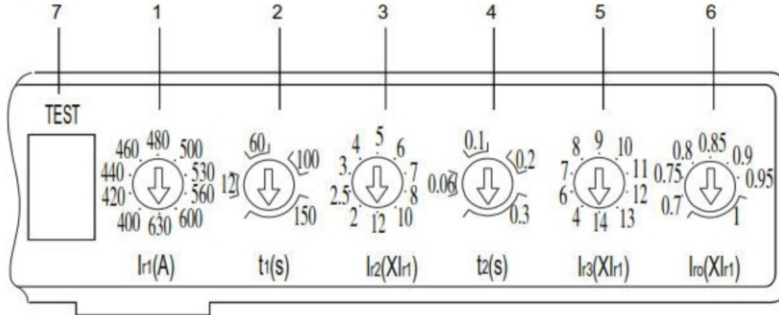 7 1 2 3 4 5 6
TEST
460 480 500 440 530 420 560 400 630 600
60 100 12 150
4 5 6 3 7 2.5 8 2 12 10
0.1 0.2 0.06 0.3
8 9 10 7 11 6 12 4 14 13
0.8 0.85 0.9 0.75 0.95 0.7 1
Ir1(A) t1(s) Ir2(XIr1) t2(s) Ir3(XIr1) Iro(XIr1)